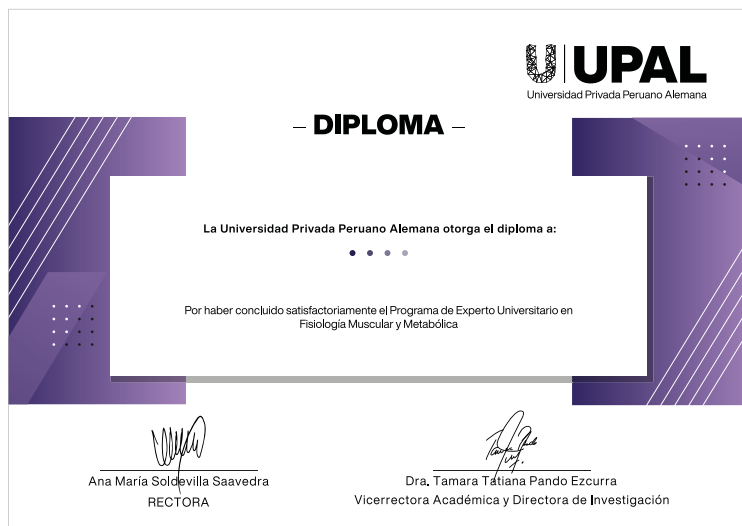 UPAL
Universidad Privada Peruano Alemana
– DIPLOMA –
La Universidad Privada Peruano Alemana otorga el diploma a:
Por haber concluido satisfactoriamente el Programa de Experto Universitario en
Fisiología Muscular y Metabólica
Ana María Soldevilla Saavedra
RECTORA
Dra. Tamara Tatiana Pando Ezcurra
Vicerrectora Académica y Directora de Investigación